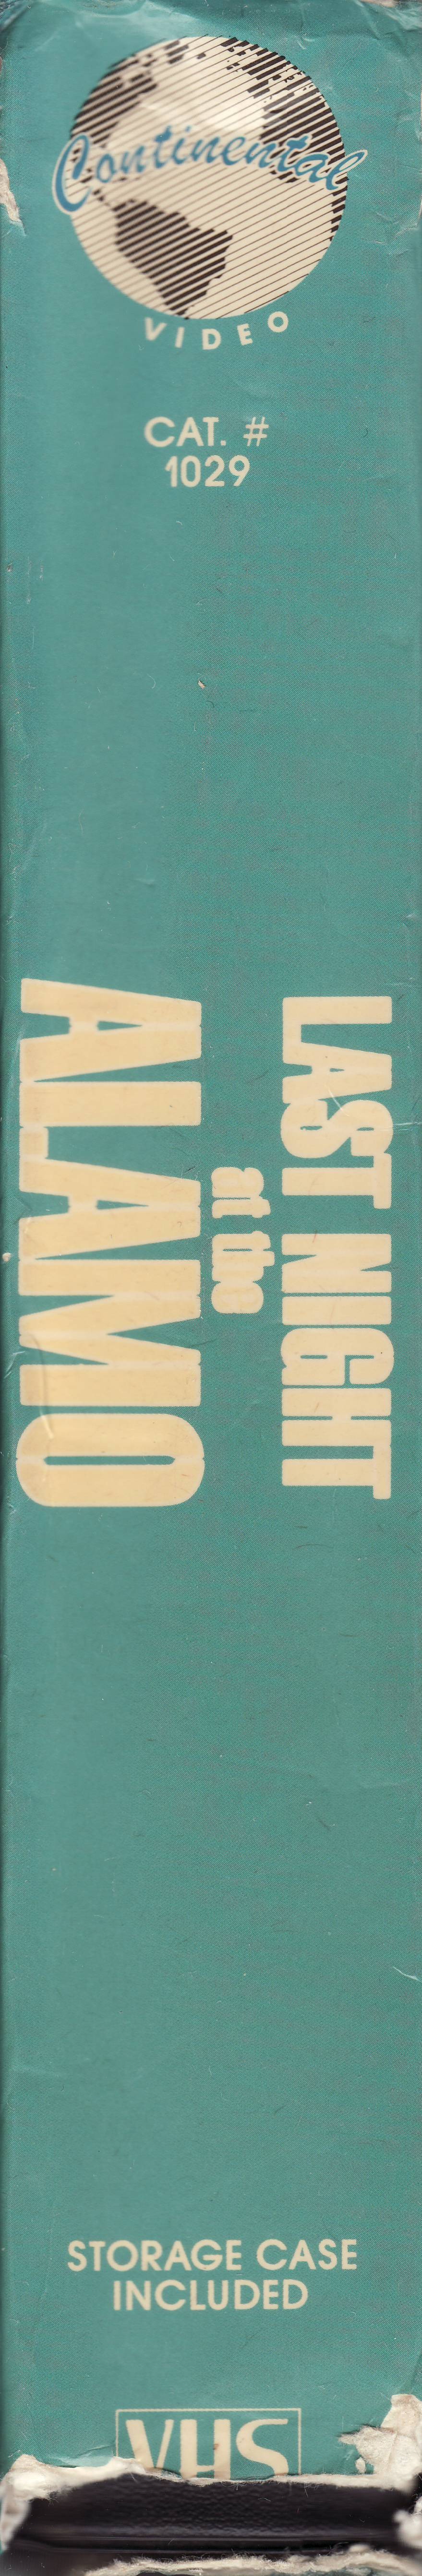 Continental
VIDEO
CAT. #
1029
LAST NIGHT
at the
ALAMO
STORAGE CASE
INCLUDED
VHS